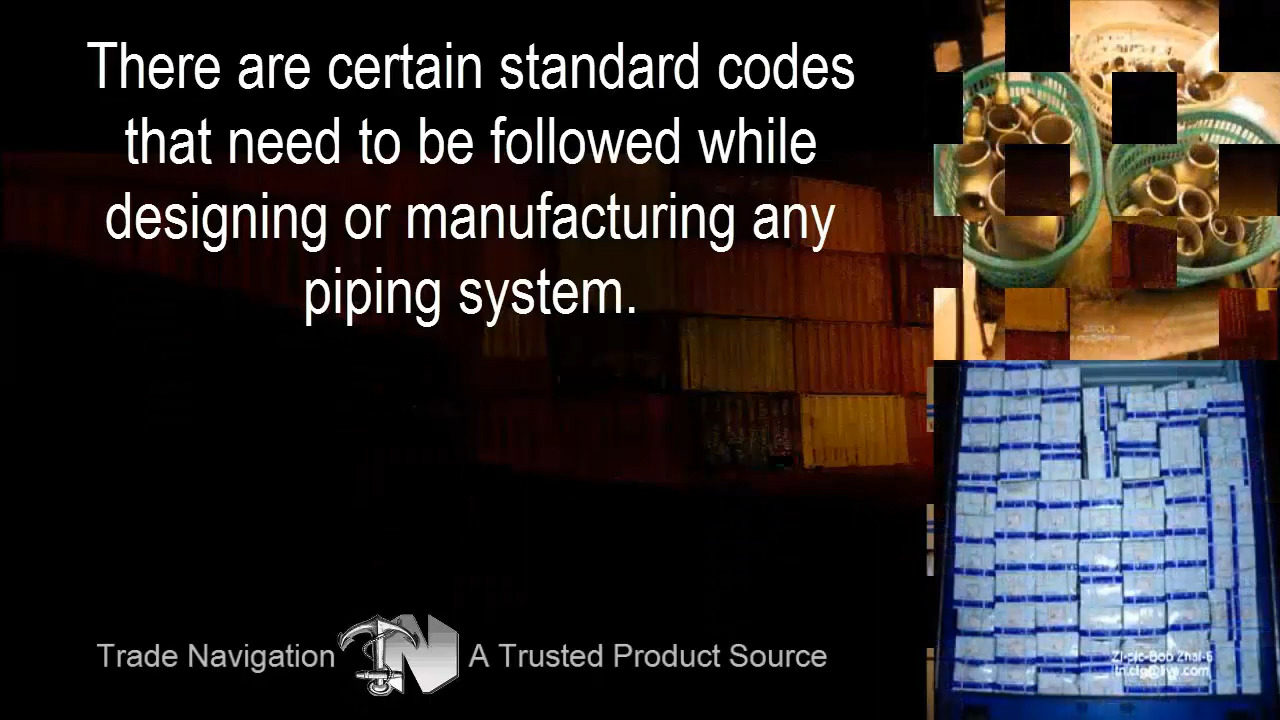 There are certain standard codes
that need to be followed while
designing or manufacturing any
piping system.
Trade Navigation
N
A Trusted Product Source